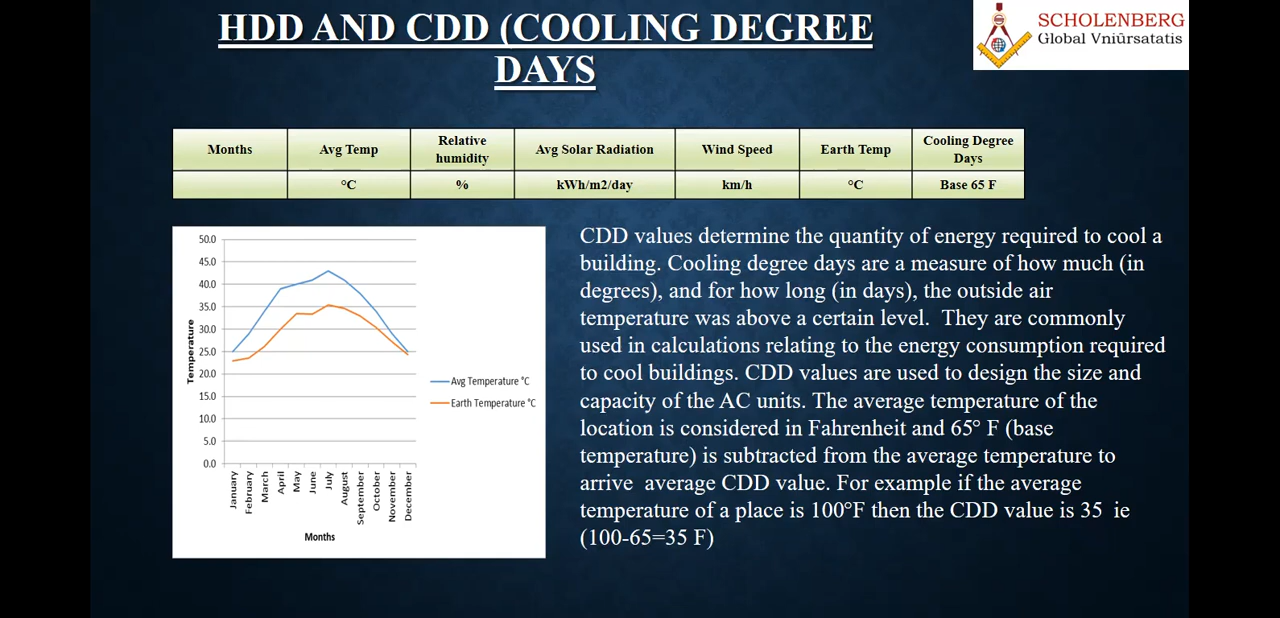 HDD AND CDD (COOLING DEGREE
DAYS
SCHOLENBERG
Global Vniūrsatatis
Months
Avg Temp
Relative
humidity
Avg Solar Radiation
Wind Speed
Earth Temp
Cooling Degree
Days
°C
%
kWh/m2/day
km/h
°C
Base 65 F
50.0
45.0
40.0
35.0
30.0
25.0
20.0
15.0
10.0
5.0
0.0
Temperature
January
February
March
April
May
June
July
August
September
October
November
December
Months
Avg Temperature °C
Earth Temperature °C
CDD values determine the quantity of energy required to cool a
building. Cooling degree days are a measure of how much (in
degrees), and for how long (in days), the outside air
temperature was above a certain level.  They are commonly
used in calculations relating to the energy consumption required
to cool buildings. CDD values are used to design the size and
capacity of the AC units. The average temperature of the
location is considered in Fahrenheit and 65° F (base
temperature) is subtracted from the average temperature to
arrive  average CDD value. For example if the average
temperature of a place is 100°F then the CDD value is 35  ie
(100-65=35 F)